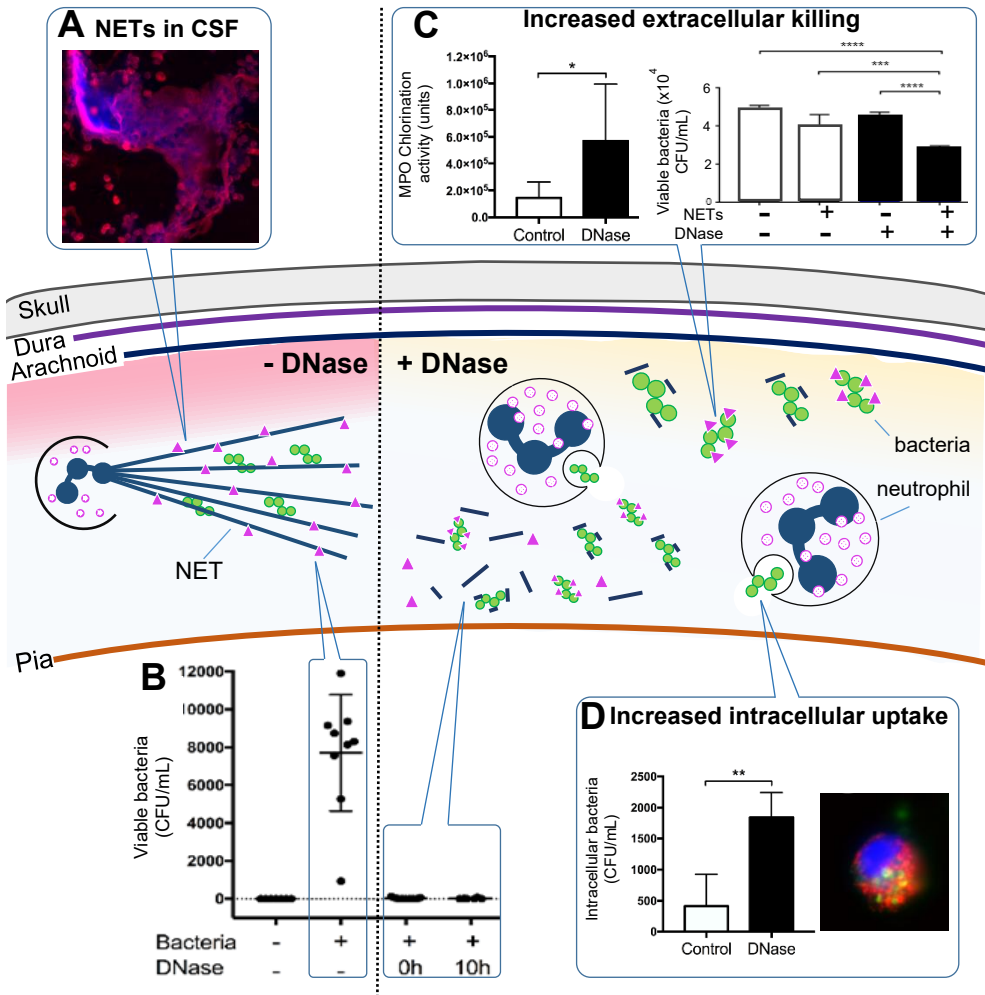 A NETs in CSF
C Increased extracellular killing
MPO Chlorination
activity (units)
1.2×10⁶
1.0×10⁶
8.0×10⁵
6.0×10⁵
4.0×10⁵
2.0×10⁵
0.0
*
Control DNase
Viable bacteria (x10⁴
CFU/mL)
6
4
2
0
****
***
****
NETs - + - +
DNase - - + +
Skull
Dura
Arachnoid
- DNase + DNase
bacteria
neutrophil
NET
Pia
B
Viable bacteria
(CFU/mL)
12000
10000
8000
6000
4000
2000
0
Bacteria - + + +
DNase - - 0h 10h
D Increased intracellular uptake
Intracellular bacteria
(CFU/mL)
2500
2000
1500
1000
500
0
**
Control DNase